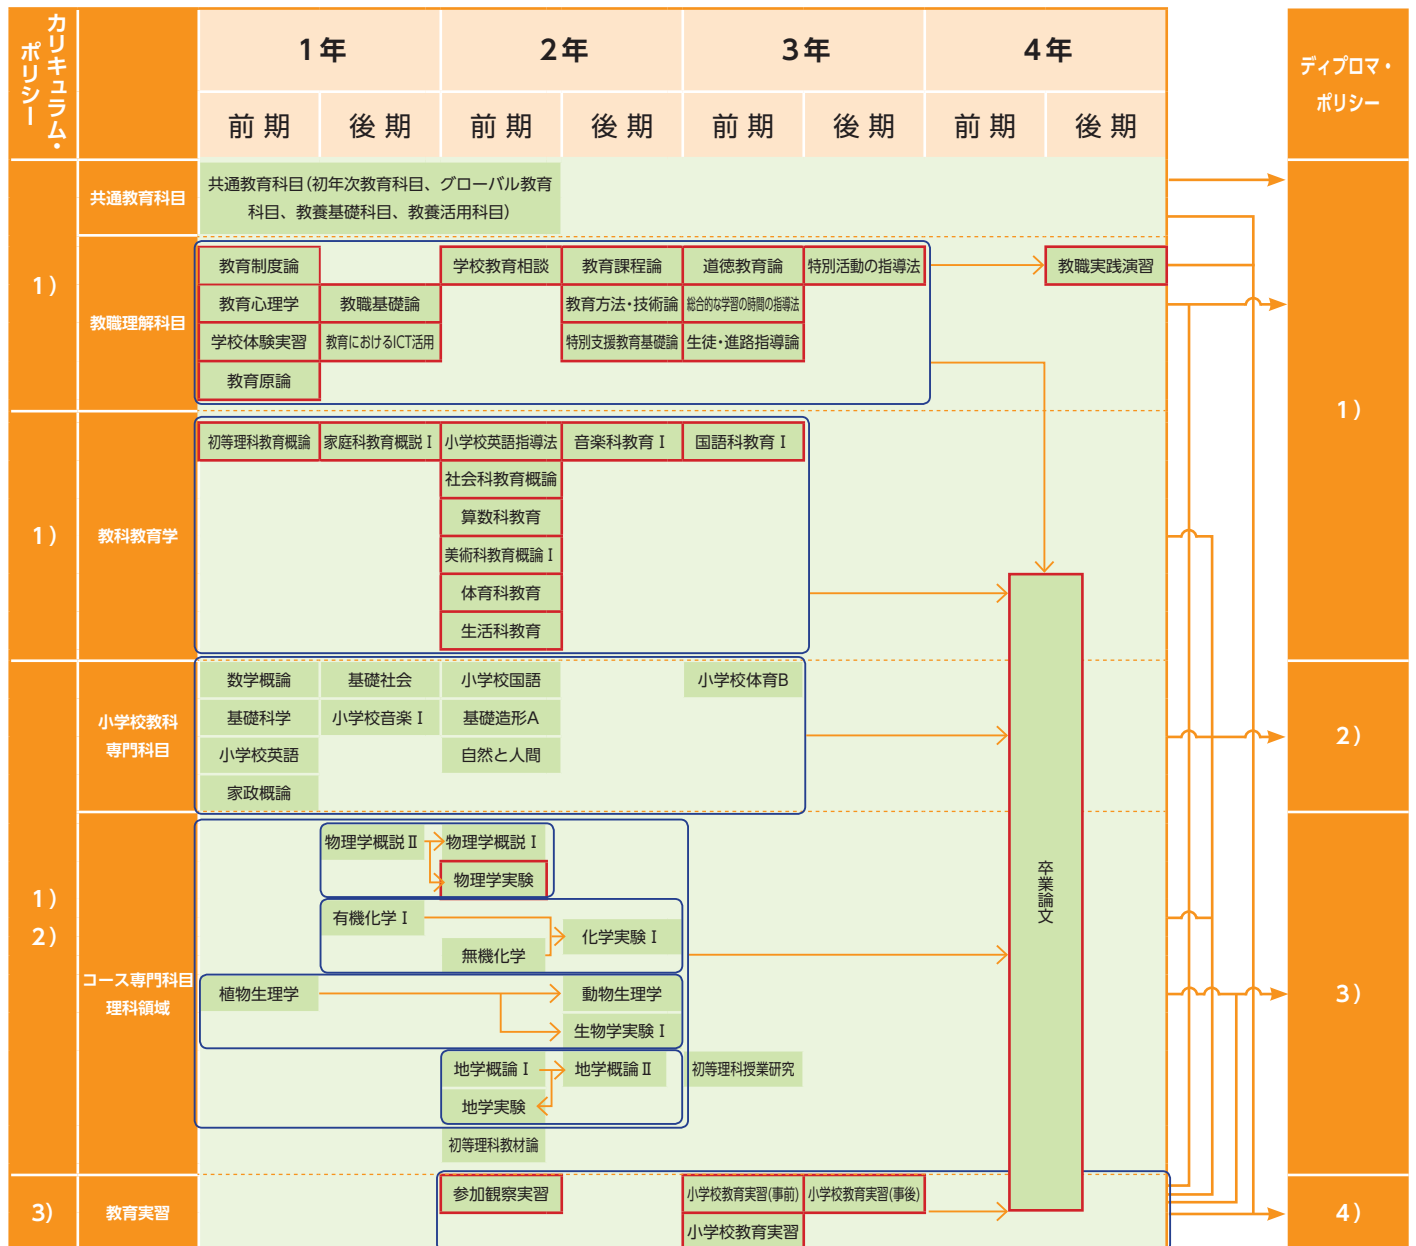 カリキュラム・
ポリシー
1年
2年
3年
4年
ディプロマ・
ポリシー
前期
後期
前期
後期
前期
後期
前期
後期
1）
共通教育科目
共通教育科目（初年次教育科目、グローバル教育
科目、教養基礎科目、教養活用科目）
教職理解科目
教育制度論
学校教育相談
教育課程論
道徳教育論
特別活動の指導法
教職実践演習
教育心理学
教職基礎論
教育方法・技術論
総合的な学習の時間の指導法
学校体験実習
教育におけるICT活用
特別支援教育基礎論
生徒・進路指導論
教育原論
1）
1）
教科教育学
初等理科教育概論
家庭科教育概説Ⅰ
小学校英語指導法
音楽科教育Ⅰ
国語科教育Ⅰ
社会科教育概論
算数科教育
美術科教育概論Ⅰ
体育科教育
生活科教育
小学校教科
専門科目
数学概論
基礎社会
小学校国語
小学校体育B
基礎科学
小学校音楽Ⅰ
基礎造形A
小学校英語
自然と人間
家政概論
2）
1）
2）
コース専門科目
理科領域
物理学概説Ⅱ
物理学概説Ⅰ
物理学実験
有機化学Ⅰ
化学実験Ⅰ
無機化学
植物生理学
動物生理学
生物学実験Ⅰ
地学概論Ⅰ
地学概論Ⅱ
初等理科授業研究
地学実験
初等理科教材論
卒業論文
3）
3）
教育実習
参加観察実習
小学校教育実習(事前)
小学校教育実習(事後)
小学校教育実習
4）